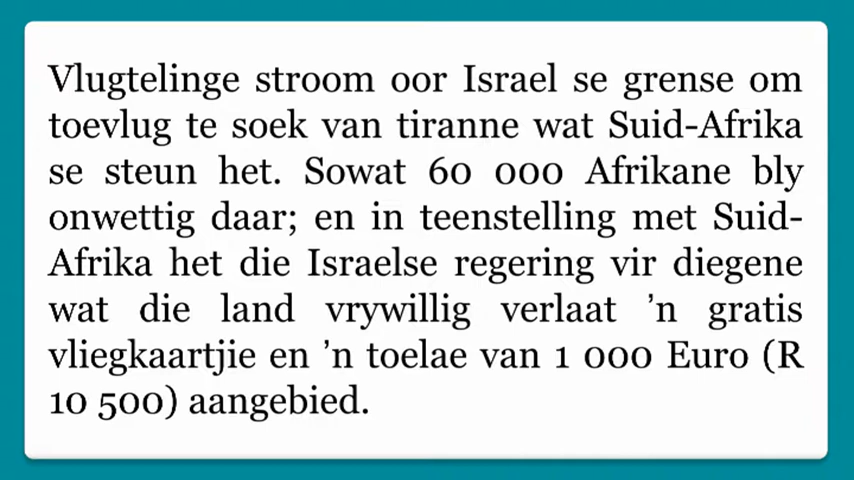 Vlugtelinge stroom oor Israel se grense om
toevlug te soek van tiranne wat Suid-Afrika
se steun het. Sowat 60 000 Afrikane bly
onwettig daar; en in teenstelling met Suid-
Afrika het die Israelse regering vir diegene
wat die land vrywillig verlaat ’n gratis
vliegkaartjie en ’n toelae van 1 000 Euro (R
10 500) aangebied.